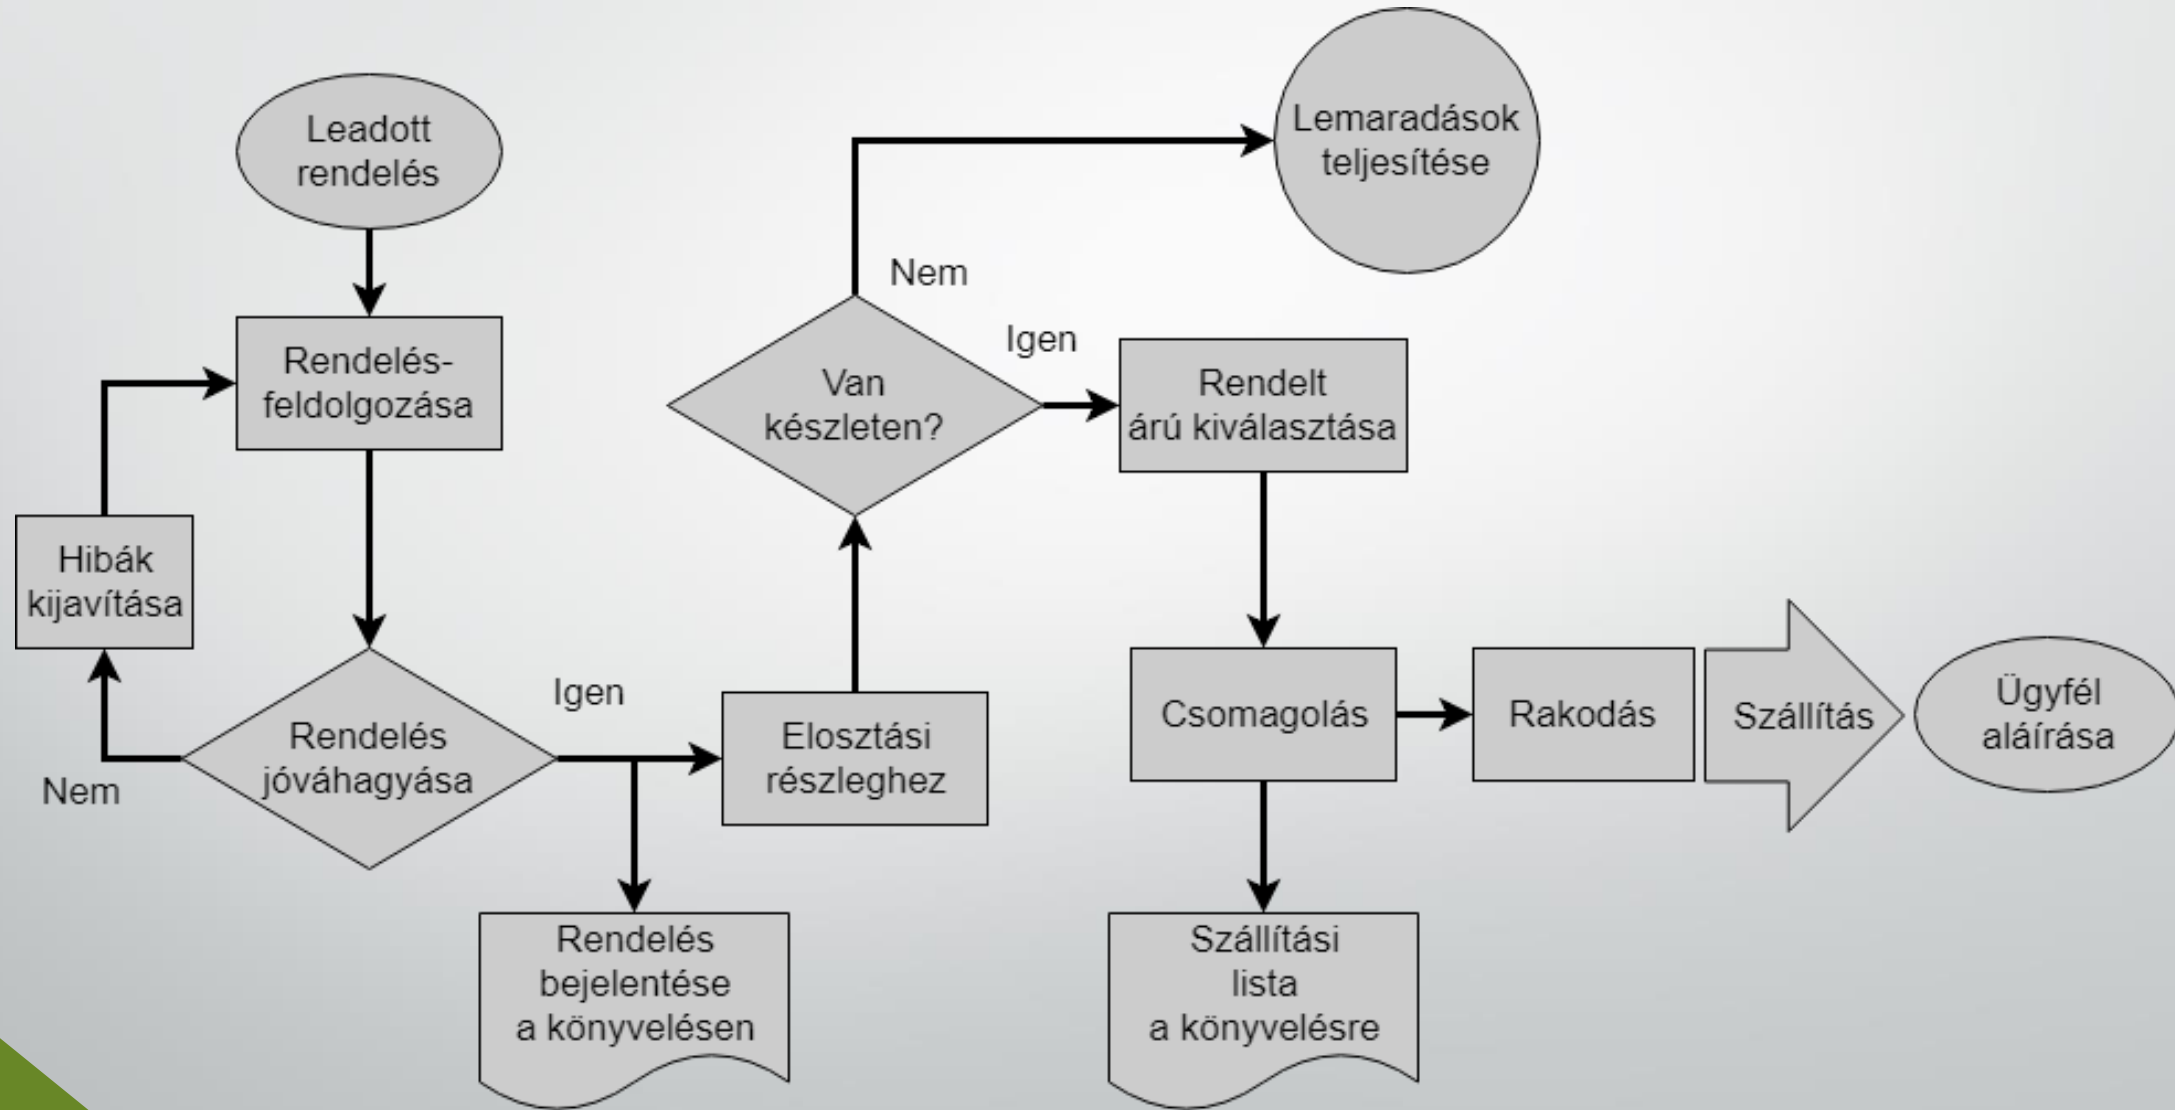 Leadott
rendelés
Rendelés-
feldolgozása
Hibák
kijavítása
Nem
Rendelés
jóváhagyása
Igen
Rendelés
bejelentése
a könyvelésen
Elosztási
részleghez
Van
készleten?
Nem
Lemaradások
teljesítése
Igen
Rendelt
árú kiválasztása
Csomagolás
Szállítási
lista
a könyvelésre
Rakodás
Szállítás
Ügyfél
aláírása